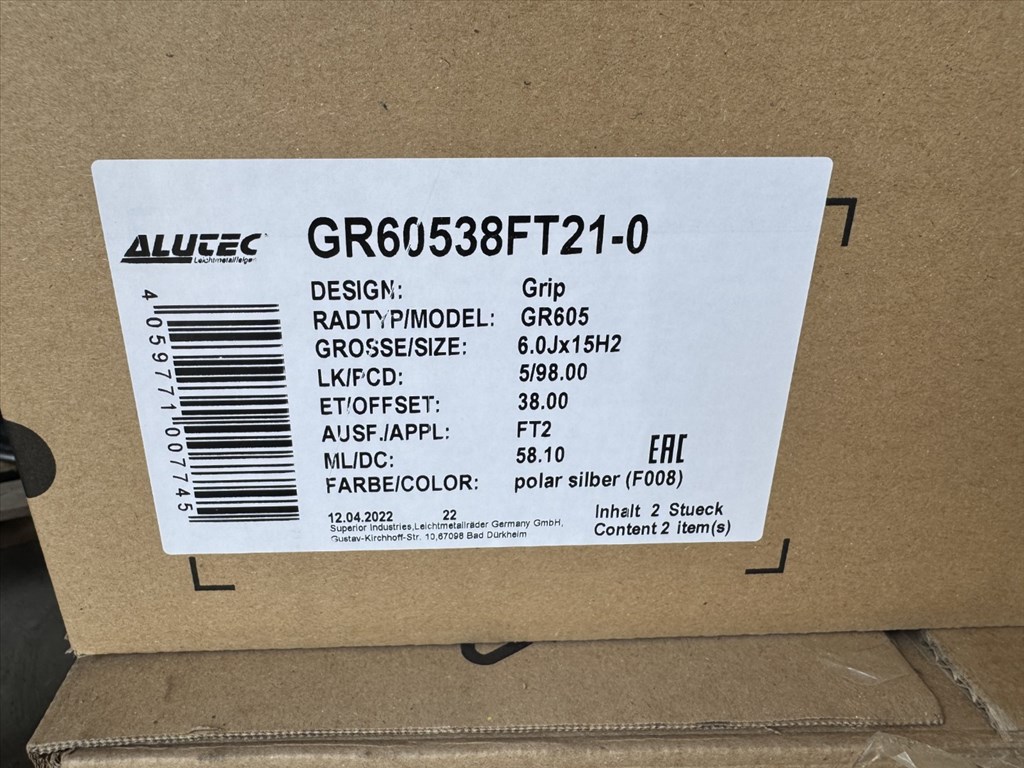 ALUTEC
Leichtmetallfelgen
GR60538FT21-0
DESIGN: Grip
RADTYP/MODEL: GR605
GROSSE/SIZE: 6.0Jx15H2
LK/PCD: 5/98.00
ET/OFFSET: 38.00
AUSF./APPL: FT2
ML/DC: 58.10
FARBE/COLOR: polar silber (F008)
EAC
4059771007745
12.04.2022 22
Superior Industries,Leichtmetallräder Germany GmbH,
Gustav-Kirchhoff-Str. 10,67098 Bad Dürkheim
Inhalt 2 Stueck
Content 2 item(s)